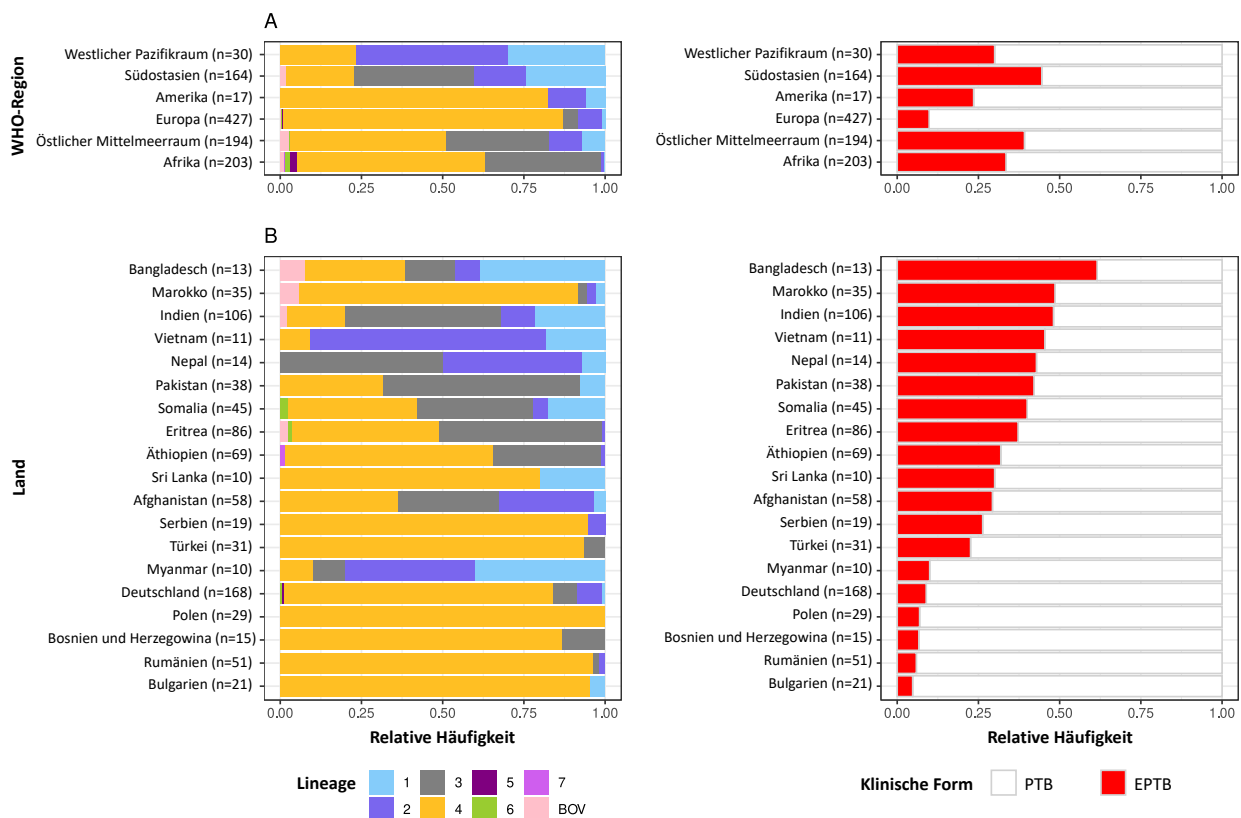 A
WHO-Region
Westlicher Pazifikraum (n=30)
Südostasien (n=164)
Amerika (n=17)
Europa (n=427)
Östlicher Mittelmeerraum (n=194)
Afrika (n=203)
0.00 0.25 0.50 0.75 1.00
Westlicher Pazifikraum (n=30)
Südostasien (n=164)
Amerika (n=17)
Europa (n=427)
Östlicher Mittelmeerraum (n=194)
Afrika (n=203)
0.00 0.25 0.50 0.75 1.00
B
Land
Bangladesch (n=13)
Marokko (n=35)
Indien (n=106)
Vietnam (n=11)
Nepal (n=14)
Pakistan (n=38)
Somalia (n=45)
Eritrea (n=86)
Äthiopien (n=69)
Sri Lanka (n=10)
Afghanistan (n=58)
Serbien (n=19)
Türkei (n=31)
Myanmar (n=10)
Deutschland (n=168)
Polen (n=29)
Bosnien und Herzegowina (n=15)
Rumänien (n=51)
Bulgarien (n=21)
0.00 0.25 0.50 0.75 1.00
Relative Häufigkeit
Bangladesch (n=13)
Marokko (n=35)
Indien (n=106)
Vietnam (n=11)
Nepal (n=14)
Pakistan (n=38)
Somalia (n=45)
Eritrea (n=86)
Äthiopien (n=69)
Sri Lanka (n=10)
Afghanistan (n=58)
Serbien (n=19)
Türkei (n=31)
Myanmar (n=10)
Deutschland (n=168)
Polen (n=29)
Bosnien und Herzegowina (n=15)
Rumänien (n=51)
Bulgarien (n=21)
0.00 0.25 0.50 0.75 1.00
Relative Häufigkeit
Lineage
1 3 5 7
2 4 6 BOV
Klinische Form PTB EPTB